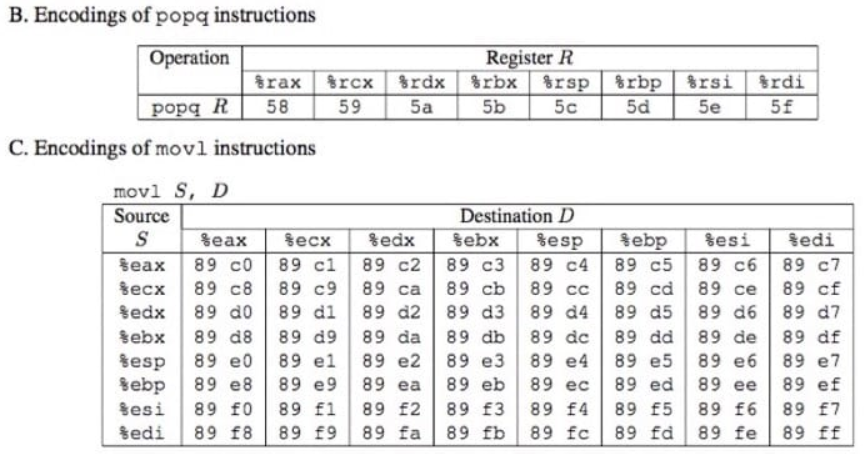 B. Encodings of popq instructions
Operation Register R
%rax %rcx %rdx %rbx %rsp %rbp %rsi %rdi
popq R 58 59 5a 5b 5c 5d 5e 5f
C. Encodings of movl instructions
movl S, D
Source Destination D
S %eax %ecx %edx %ebx %esp %ebp %esi %edi
%eax 89 c0 89 c1 89 c2 89 c3 89 c4 89 c5 89 c6 89 c7
%ecx 89 c8 89 c9 89 ca 89 cb 89 cc 89 cd 89 ce 89 cf
%edx 89 d0 89 d1 89 d2 89 d3 89 d4 89 d5 89 d6 89 d7
%ebx 89 d8 89 d9 89 da 89 db 89 dc 89 dd 89 de 89 df
%esp 89 e0 89 e1 89 e2 89 e3 89 e4 89 e5 89 e6 89 e7
%ebp 89 e8 89 e9 89 ea 89 eb 89 ec 89 ed 89 ee 89 ef
%esi 89 f0 89 f1 89 f2 89 f3 89 f4 89 f5 89 f6 89 f7
%edi 89 f8 89 f9 89 fa 89 fb 89 fc 89 fd 89 fe 89 ff